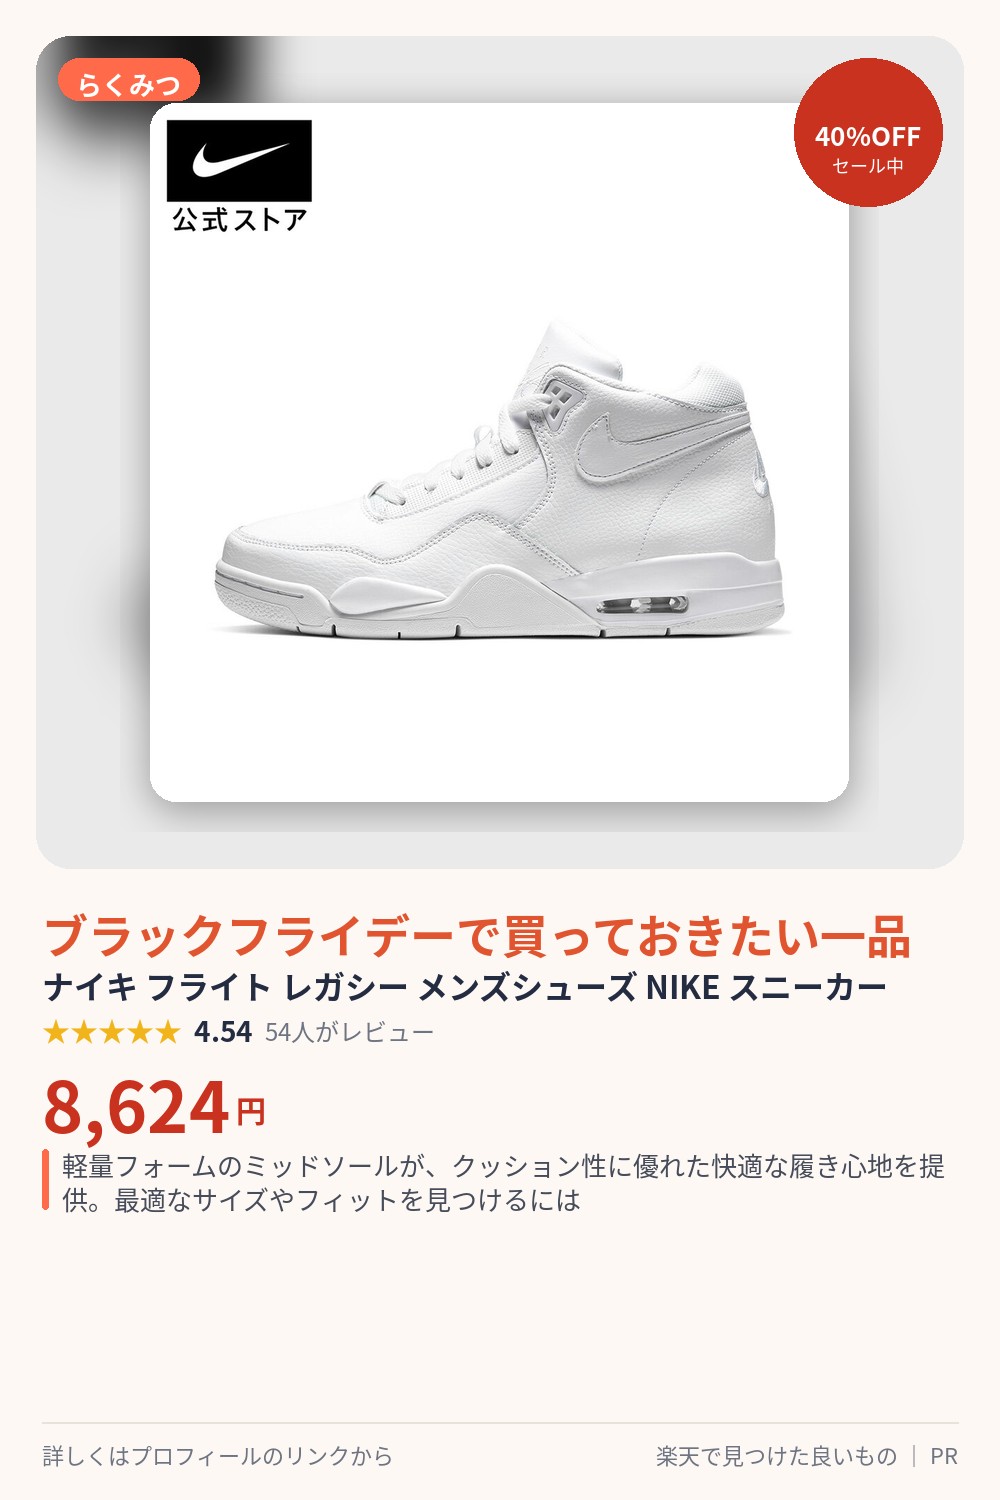 らくみつ
40%OFF
セール中
公式ストア
ブラックフライデーで買っておきたい一品
ナイキ フライト レガシー メンズシューズ NIKE スニーカー
★★★★★ 4.54 54人がレビュー
8,624円
軽量フォームのミッドソールが、クッション性に優れた快適な履き心地を提
供。最適なサイズやフィットを見つけるには
詳しくはプロフィールのリンクから
楽天で見つけた良いもの | PR